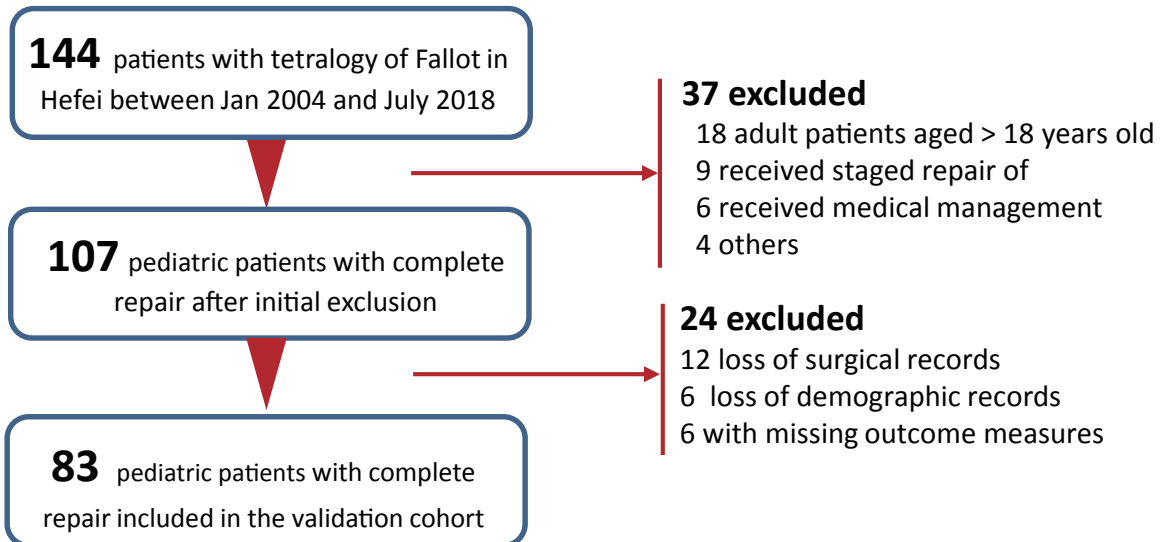 144 patients with tetralogy of Fallot in
Hefei between Jan 2004 and July 2018
37 excluded
18 adult patients aged > 18 years old
9 received staged repair of
6 received medical management
4 others
107 pediatric patients with complete
repair after initial exclusion
24 excluded
12 loss of surgical records
6 loss of demographic records
6 with missing outcome measures
83 pediatric patients with complete
repair included in the validation cohort